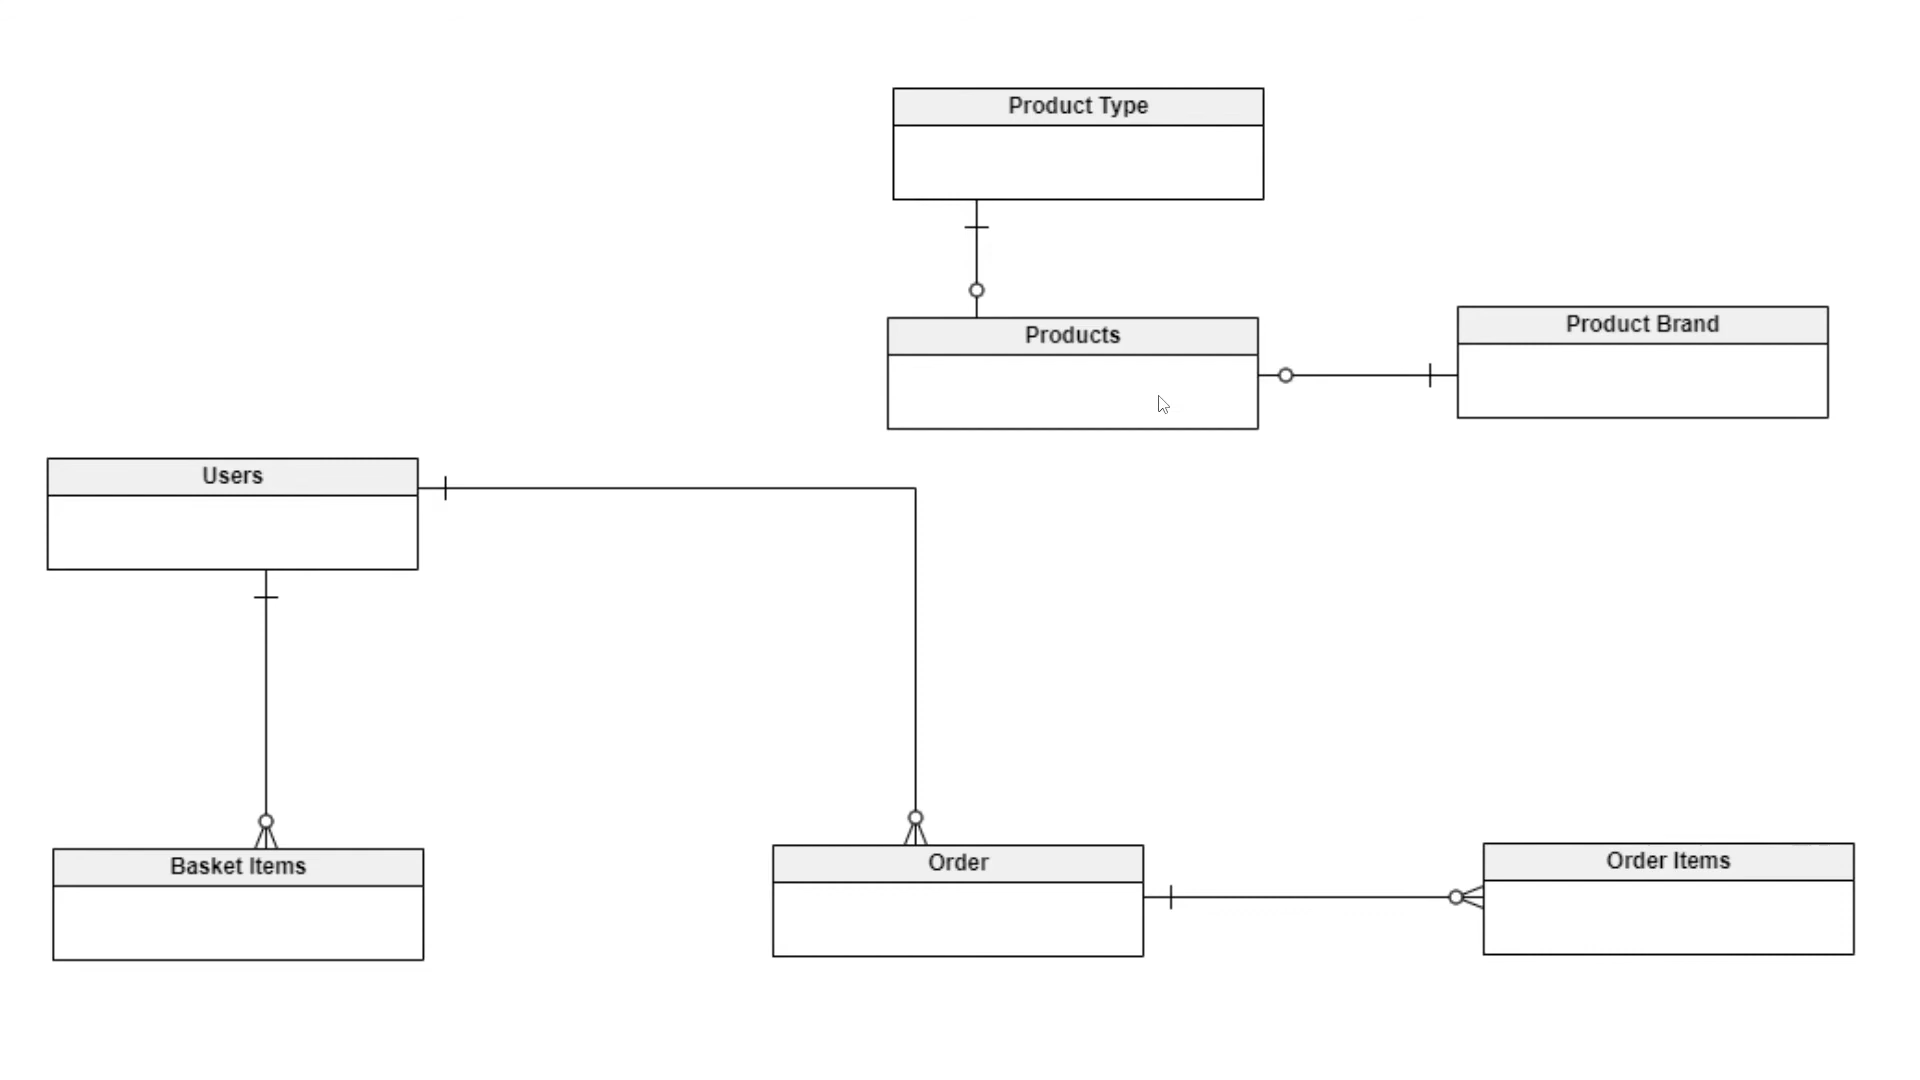 Product Type
Products
Product Brand
Users
Basket Items
Order
Order Items